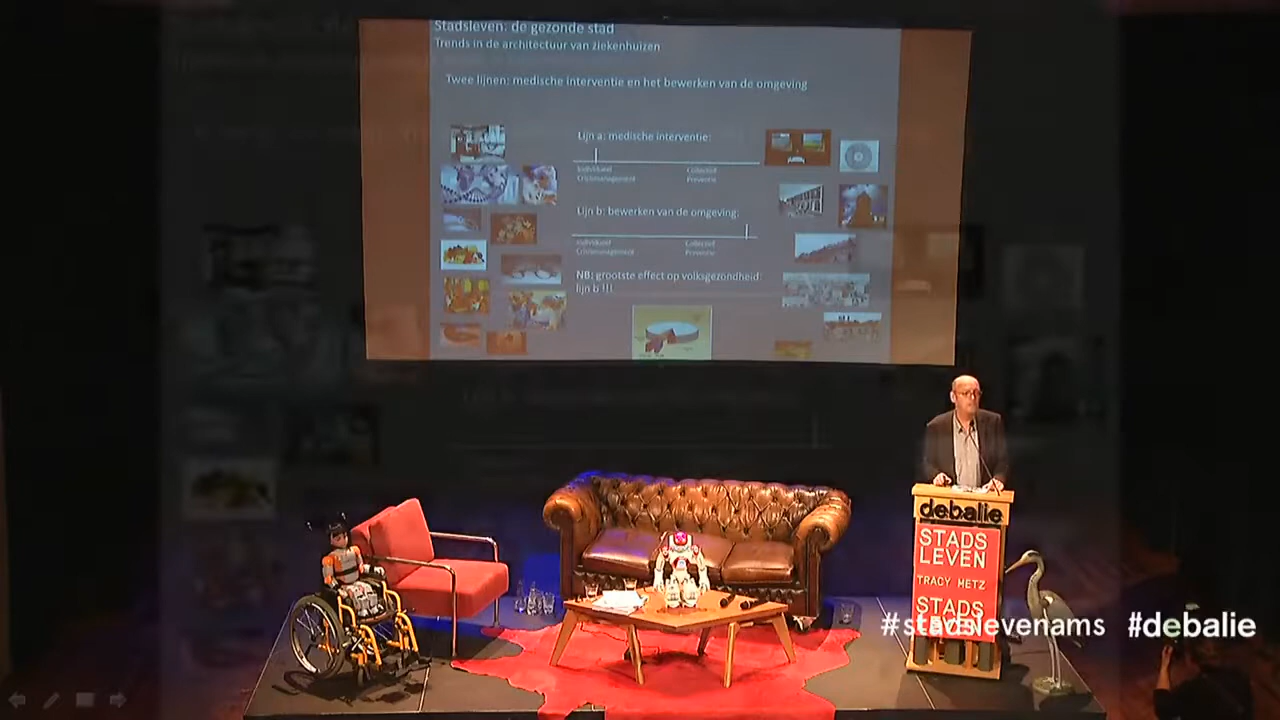 Stadsleven: de gezonde stad
Trends in de architectuur van ziekenhuizen
Twee lijnen: medische interventie en het bewerken van de omgeving
Lijn a: medische interventie:
Individueel Collectief
Crisismanagement Preventie
Lijn b: bewerken van de omgeving:
Individueel Collectief
Crisismanagement Preventie
NB: grootste effect op volksgezondheid:
lijn b !!!
debalie
STADS
LEVEN
TRACY METZ
STADS
LEVEN
#stadslevenams #debalie